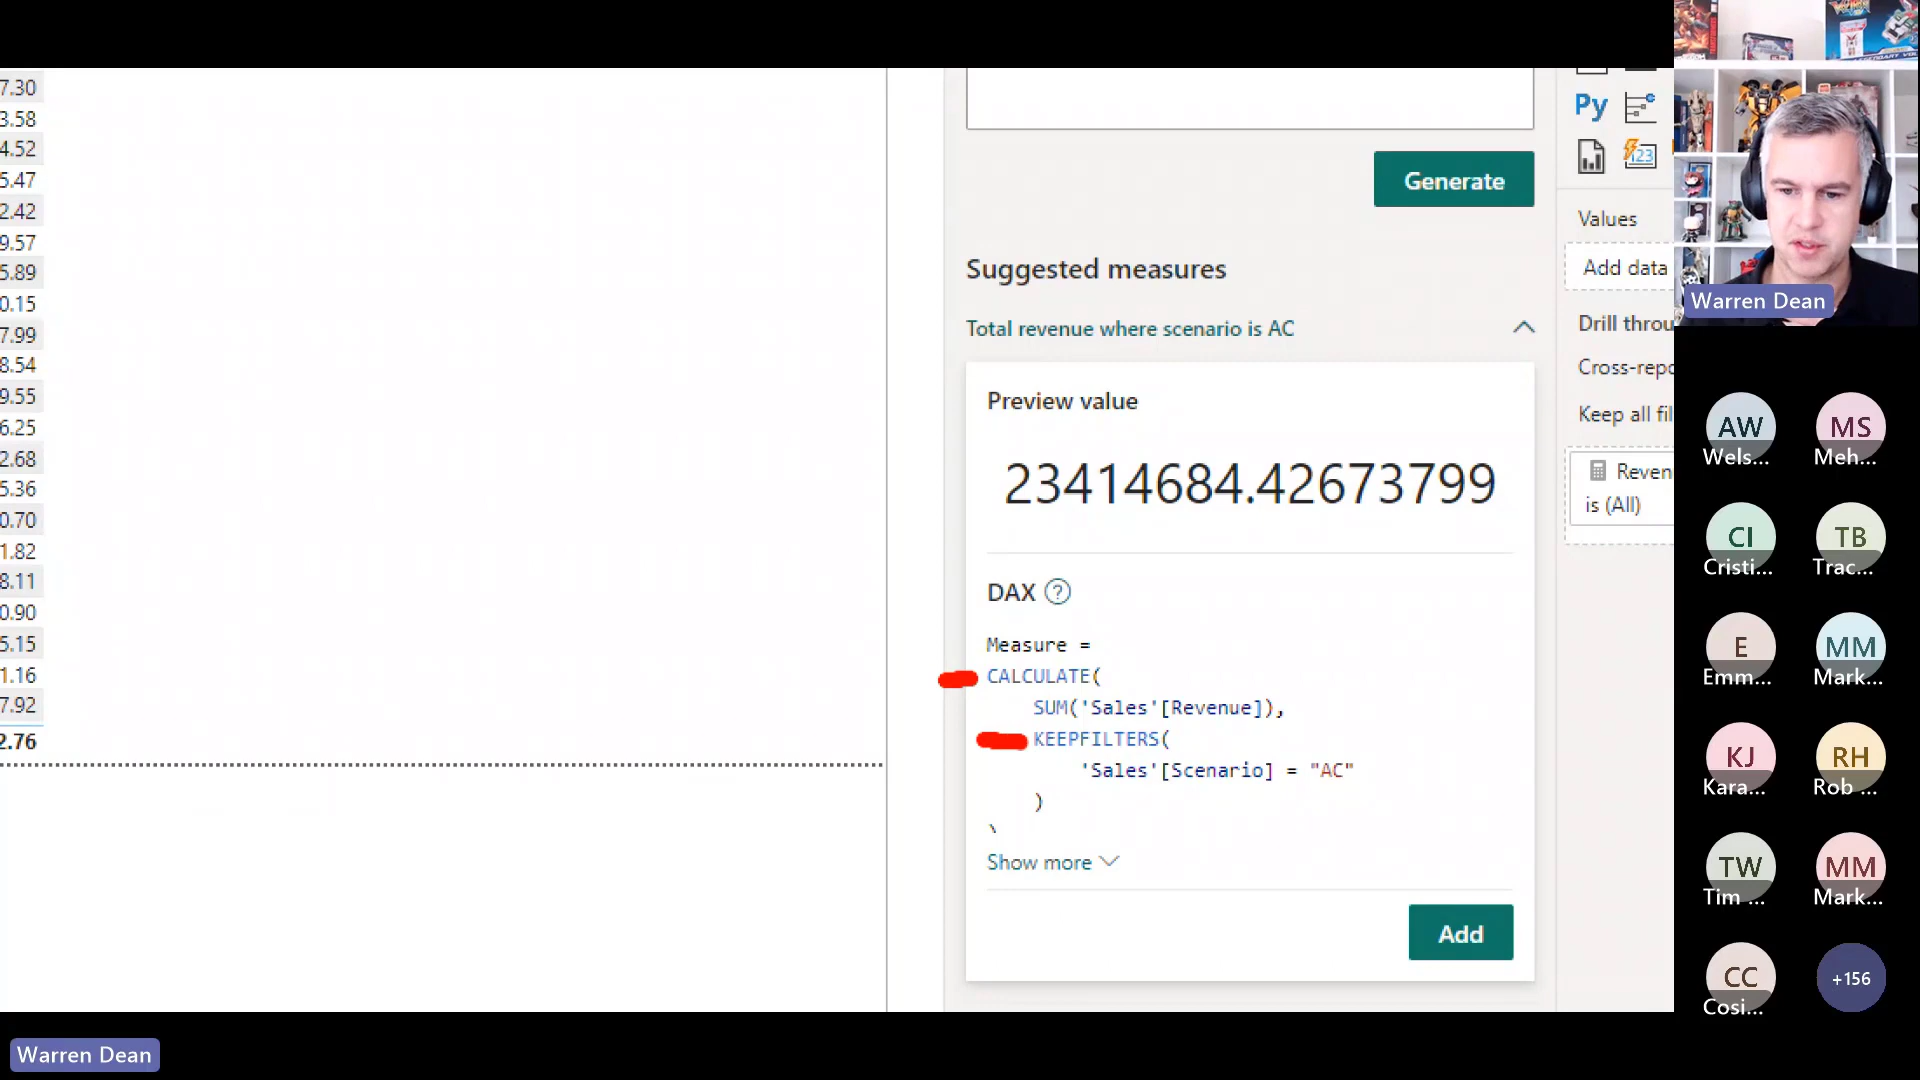 7.30
3.58
4.52
5.47
2.42
9.57
5.89
0.15
7.99
8.54
9.55
6.25
2.68
5.36
0.70
1.82
8.11
0.90
5.15
1.16
7.92
2.76
Generate
Suggested measures
Total revenue where scenario is AC
Preview value
23414684.42673799
DAX ?
Measure =
CALCULATE(
SUM('Sales'[Revenue]),
KEEPFILTERS(
'Sales'[Scenario] = "AC"
)
Show more
Add
Py
123
Values
Add data
Drill throu
Cross-repo
Keep all fil
Reven
is (All)
Warren Dean
AW
Wels...
MS
Meh...
CI
Cristi...
TB
Trac...
E
Emm...
MM
Mark...
KJ
Kara...
RH
Rob ...
TW
Tim ...
MM
Mark...
CC
Cosi...
+156
Warren Dean